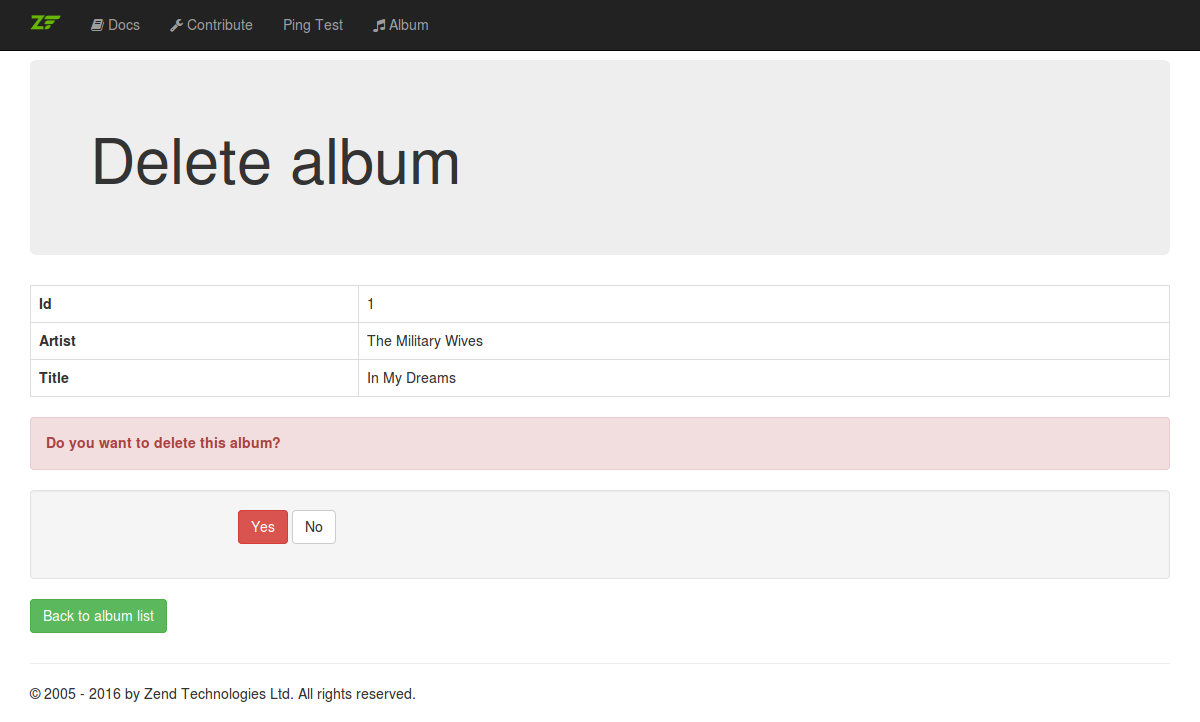 ZF Docs Contribute Ping Test Album
Delete album
Id 1
Artist The Military Wives
Title In My Dreams
Do you want to delete this album?
Yes No
Back to album list
© 2005 - 2016 by Zend Technologies Ltd. All rights reserved.